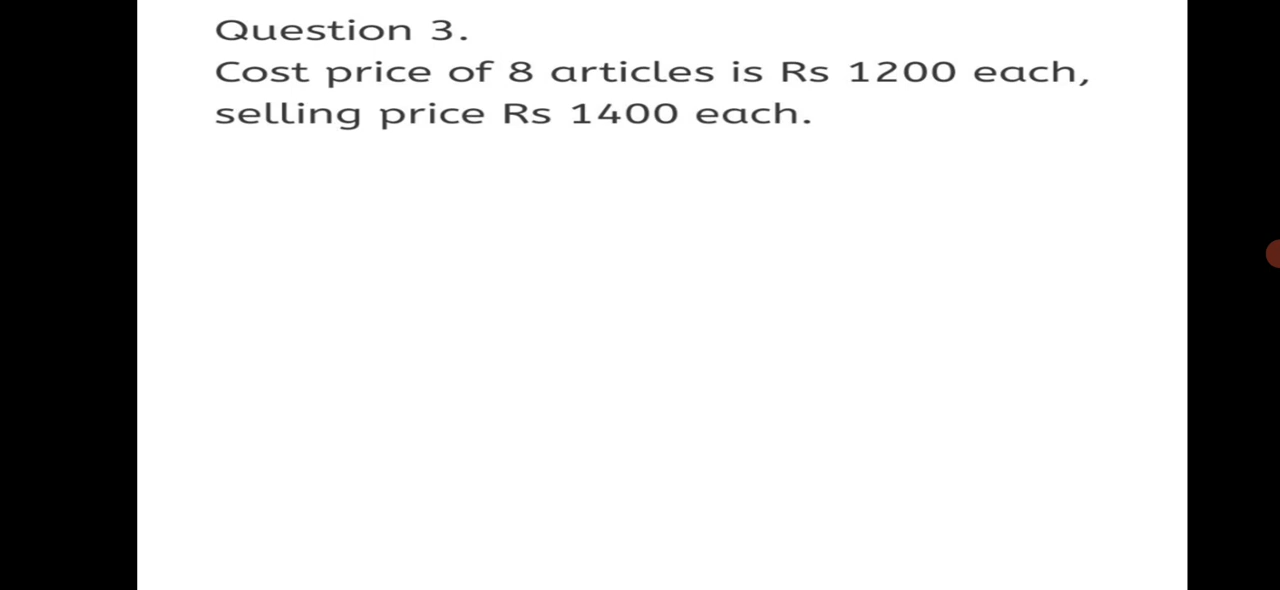 Question 3.
Cost price of 8 articles is Rs 1200 each,
selling price Rs 1400 each.